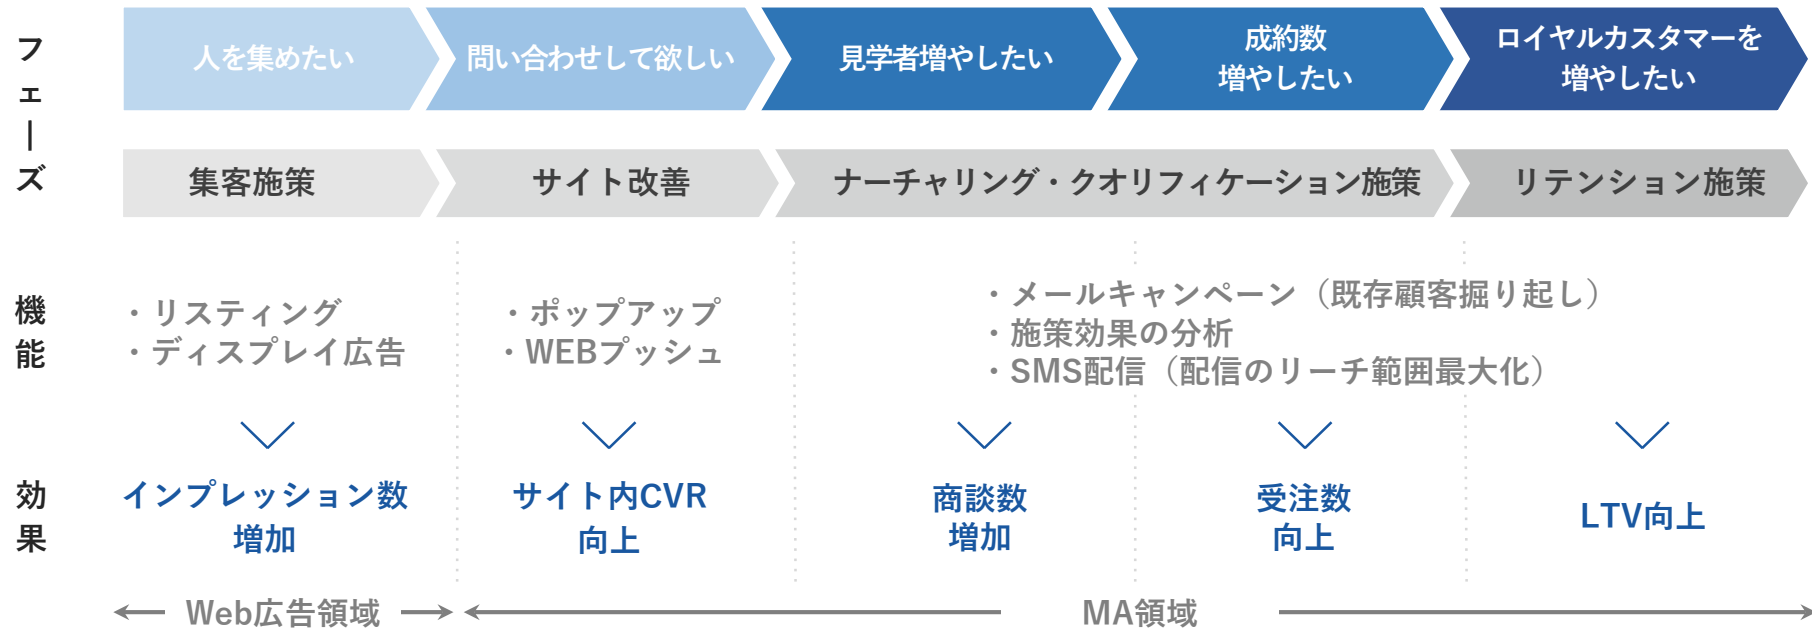 フェーズ
人を集めたい
問い合わせして欲しい
見学者増やしたい
成約数
増やしたい
ロイヤルカスタマーを
増やしたい
集客施策
サイト改善
ナーチャリング・クオリフィケーション施策
リテンション施策
機能
・リスティング
・ディスプレイ広告
・ポップアップ
・WEBプッシュ
・メールキャンペーン（既存顧客掘り起し）
・施策効果の分析
・SMS配信（配信のリーチ範囲最大化）
効果
インプレッション数
増加
サイト内CVR
向上
商談数
増加
受注数
向上
LTV向上
Web広告領域
MA領域